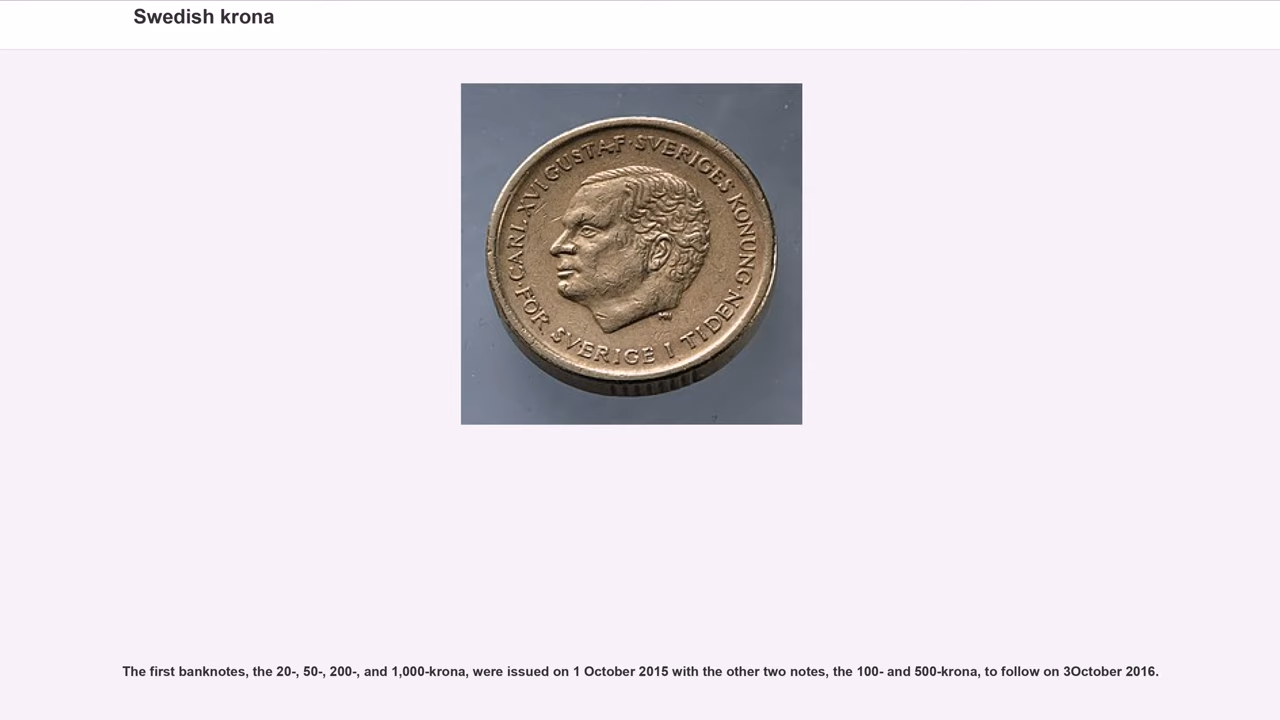 Swedish krona
CARL XVI GUSTAF · SVERIGES KONUNG ·
FÖR SVERIGE I TIDEN ·
The first banknotes, the 20-, 50-, 200-, and 1,000-krona, were issued on 1 October 2015 with the other two notes, the 100- and 500-krona, to follow on 3October 2016.